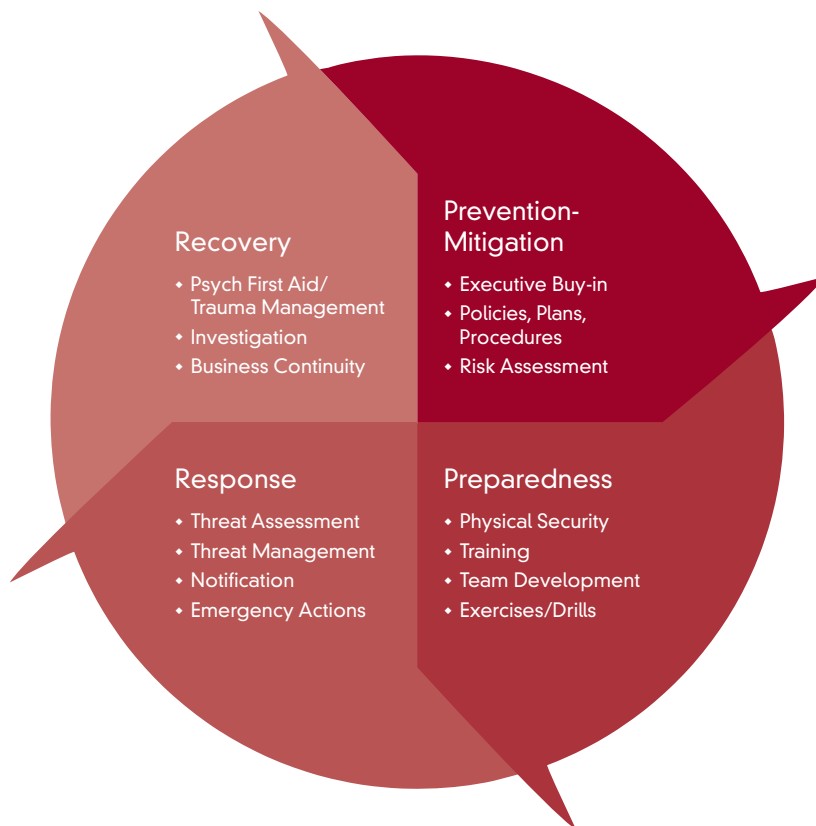 Recovery
• Psych First Aid/
Trauma Management
• Investigation
• Business Continuity
Prevention-
Mitigation
• Executive Buy-in
• Policies, Plans,
Procedures
• Risk Assessment
Response
• Threat Assessment
• Threat Management
• Notification
• Emergency Actions
Preparedness
• Physical Security
• Training
• Team Development
• Exercises/Drills